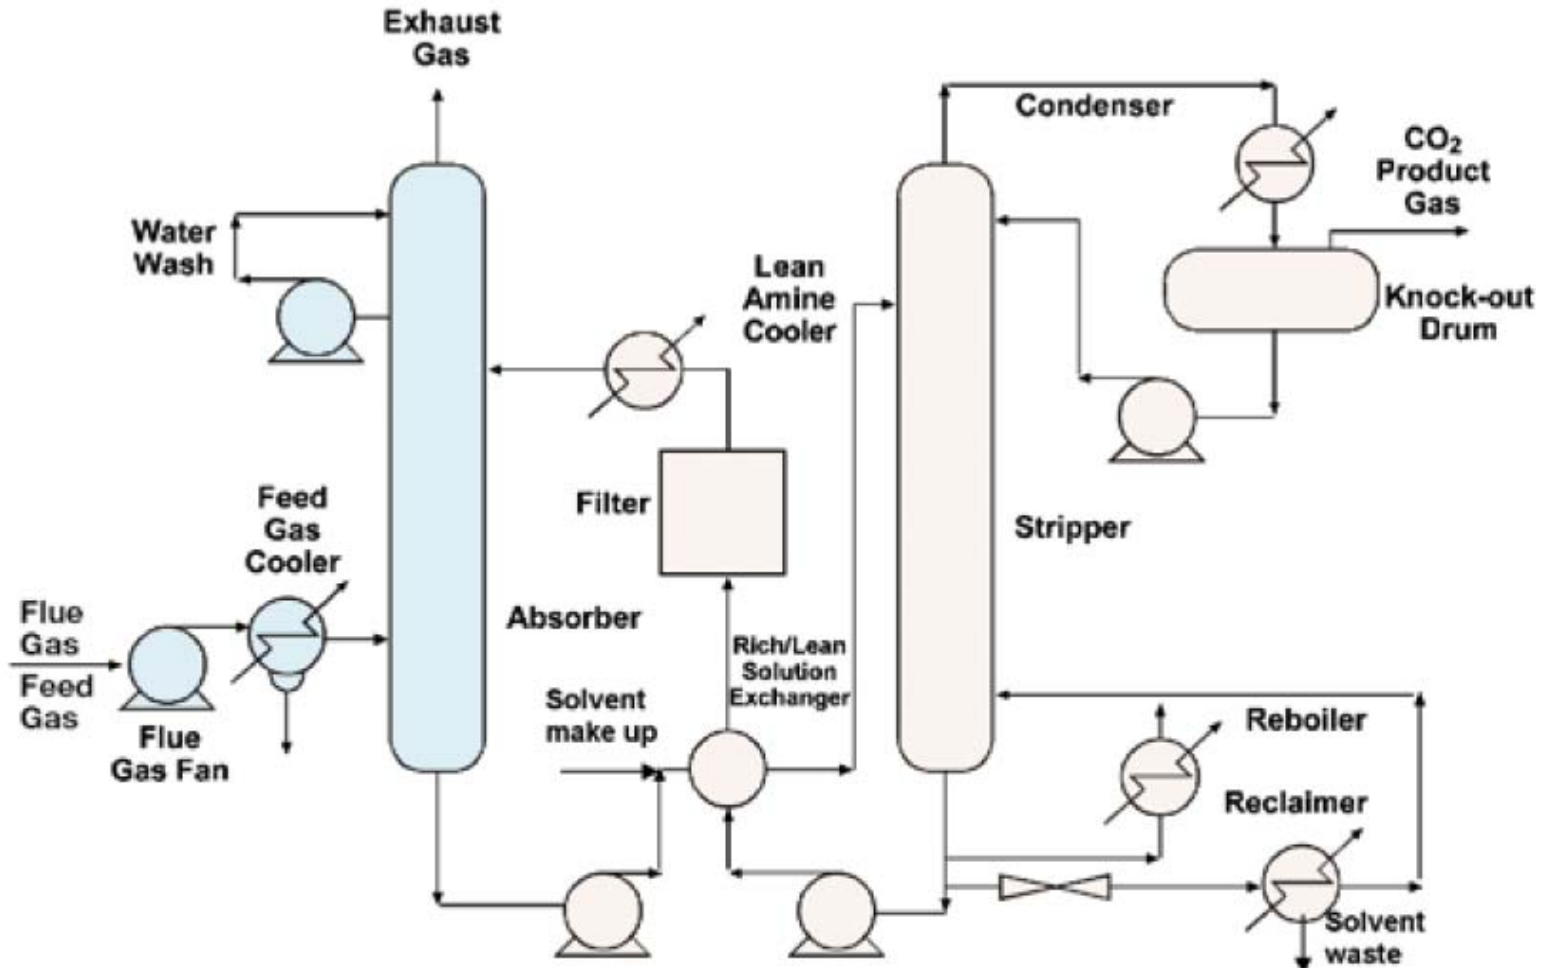 Exhaust
Gas
Condenser
CO₂
Product
Gas
Water
Wash
Lean
Amine
Cooler
Knock-out
Drum
Feed
Gas
Cooler
Filter
Stripper
Flue
Gas
Feed
Gas
Absorber
Rich/Lean
Solution
Exchanger
Solvent
make up
Flue
Gas Fan
Reboiler
Reclaimer
Solvent
waste